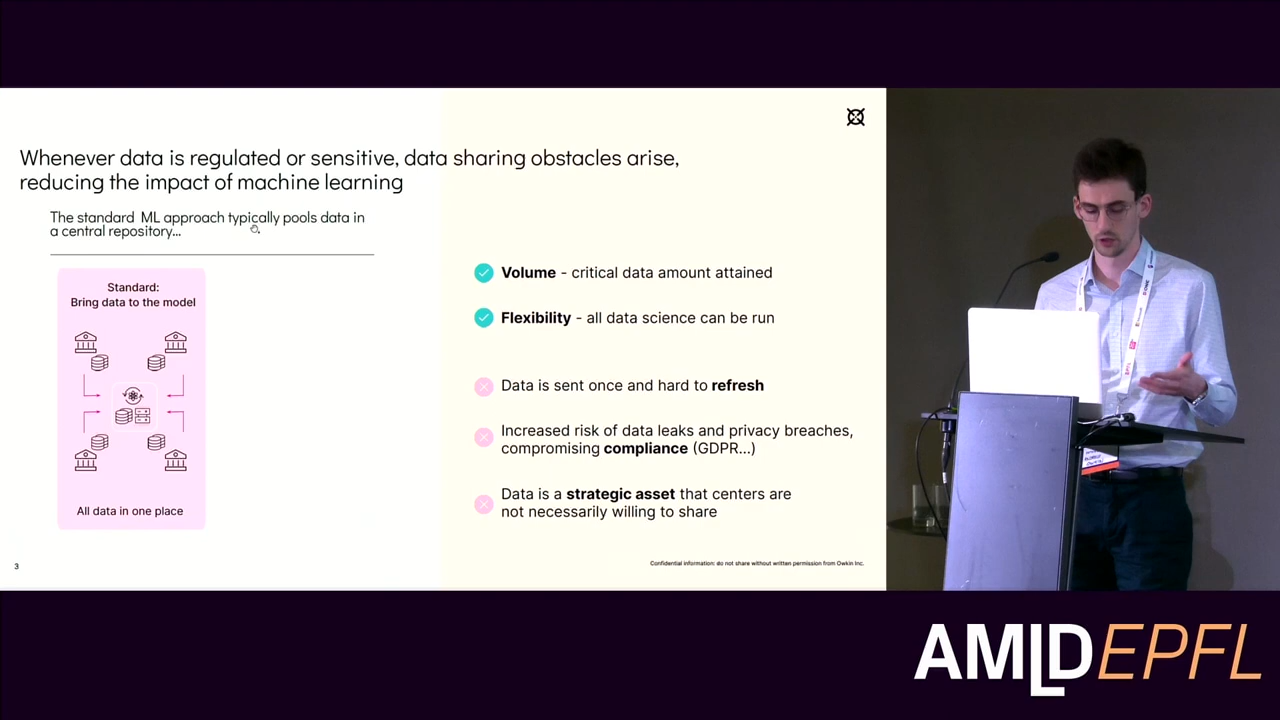 Whenever data is regulated or sensitive, data sharing obstacles arise,
reducing the impact of machine learning
The standard ML approach typically pools data in
a central repository...
Standard:
Bring data to the model
All data in one place
Volume - critical data amount attained
Flexibility - all data science can be run
Data is sent once and hard to refresh
Increased risk of data leaks and privacy breaches,
compromising compliance (GDPR...)
Data is a strategic asset that centers are
not necessarily willing to share
3
Confidential information: do not share without written permission from Owkin Inc.
EPFL
AMLDEPFL